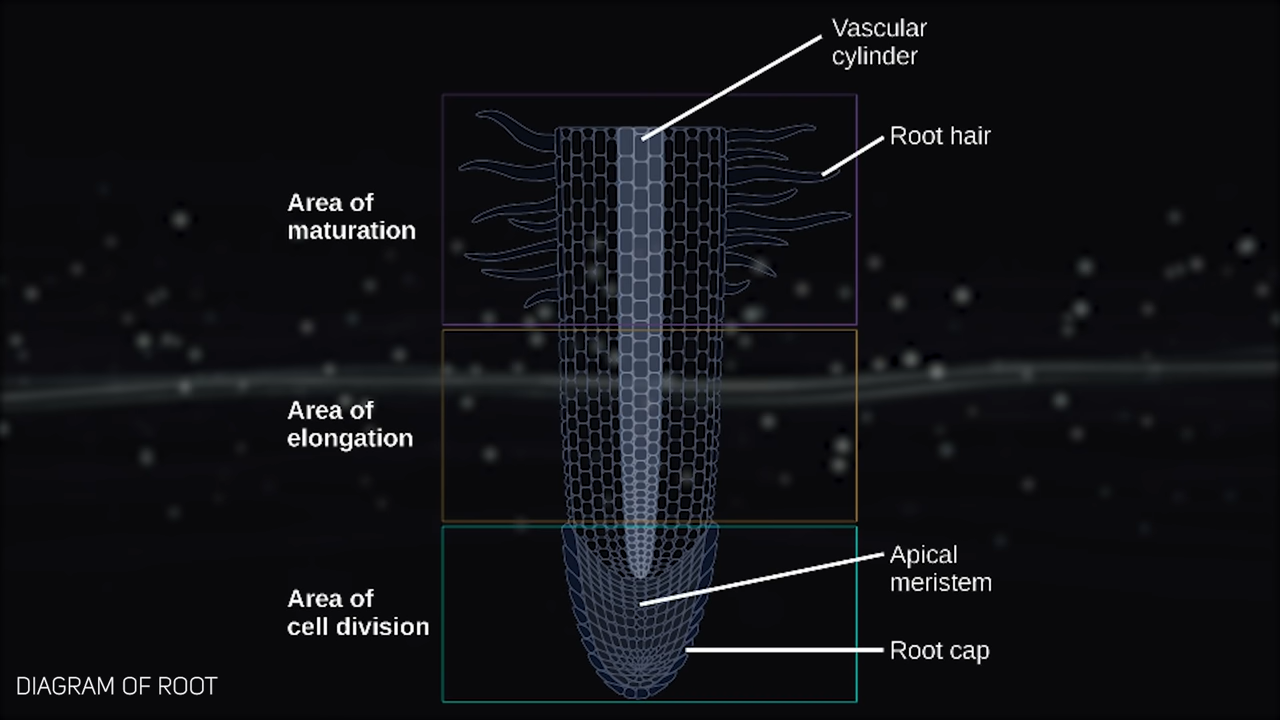 Vascular
cylinder
Root hair
Area of
maturation
Area of
elongation
Apical
meristem
Area of
cell division
Root cap
DIAGRAM OF ROOT